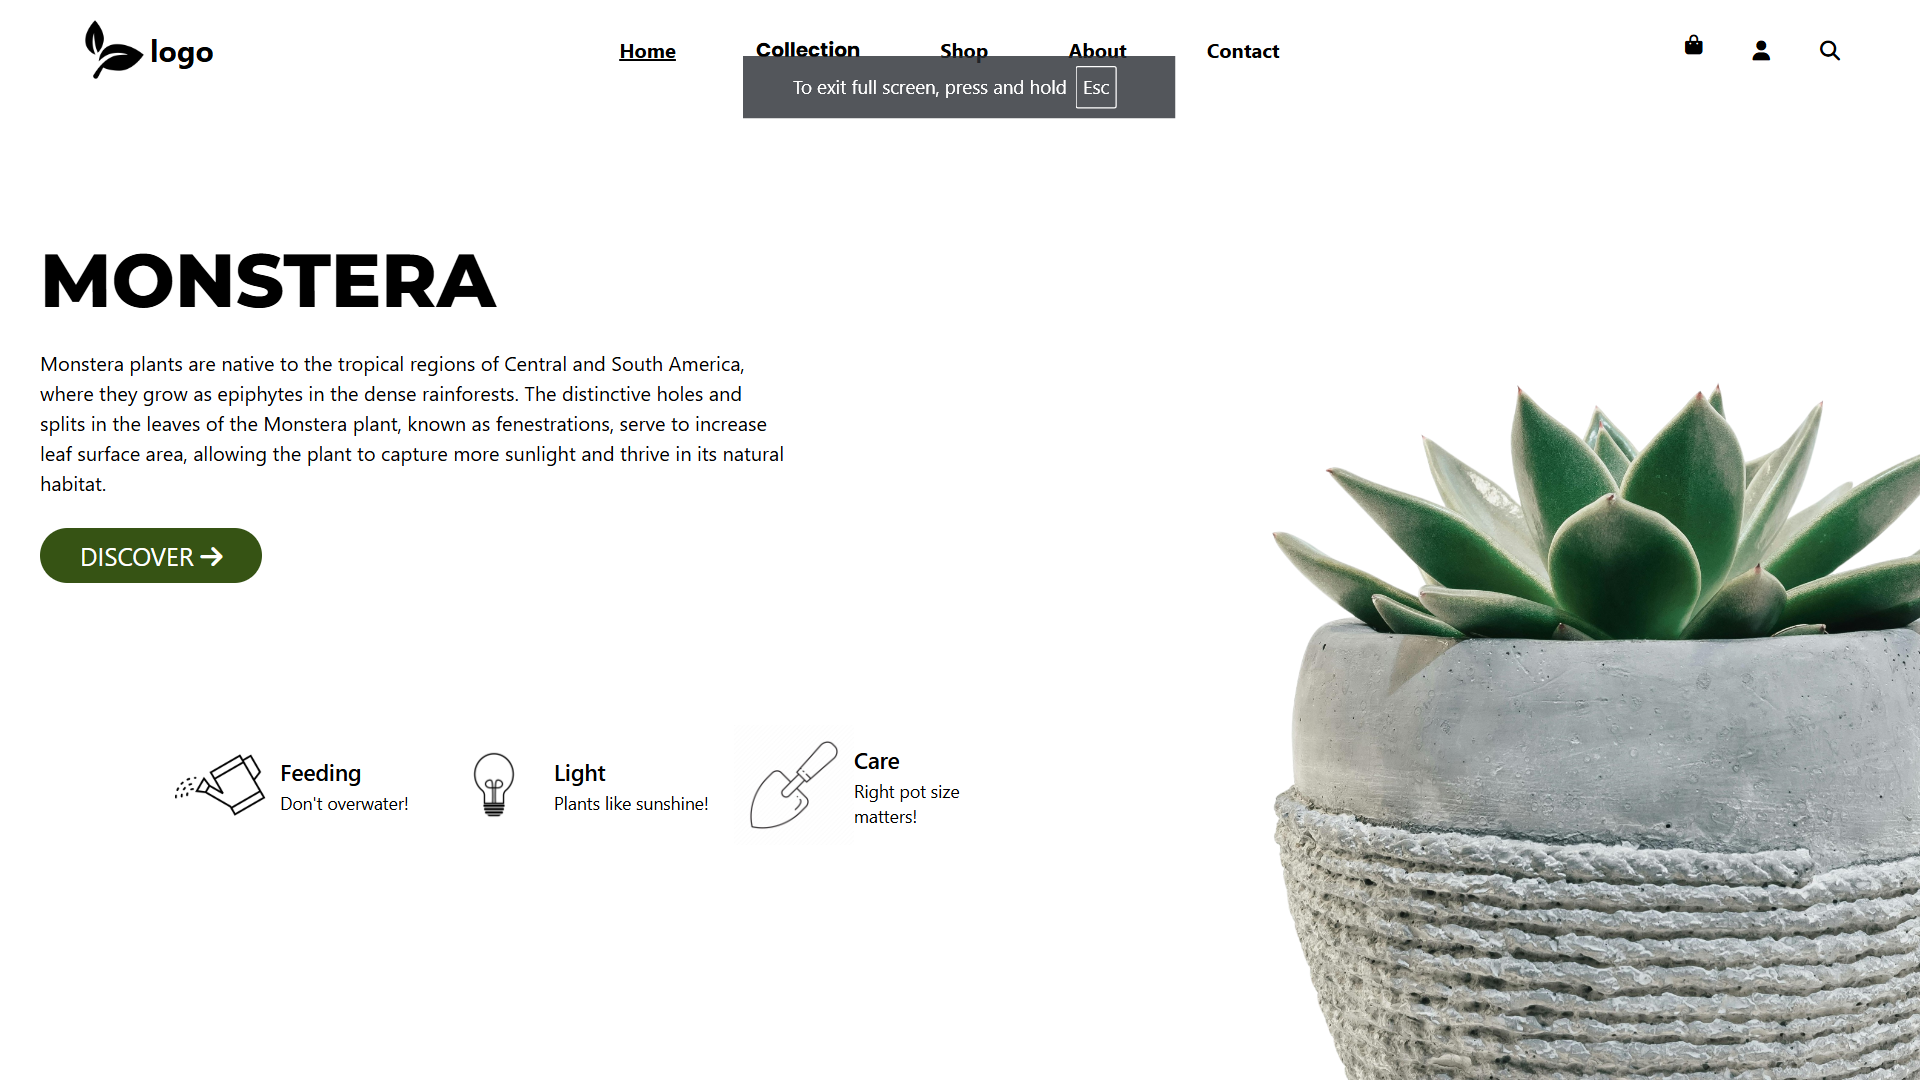 logo
Home
Collection
Shop
About
Contact
To exit full screen, press and hold Esc
MONSTERA
Monstera plants are native to the tropical regions of Central and South America,
where they grow as epiphytes in the dense rainforests. The distinctive holes and
splits in the leaves of the Monstera plant, known as fenestrations, serve to increase
leaf surface area, allowing the plant to capture more sunlight and thrive in its natural
habitat.
DISCOVER
Feeding
Don't overwater!
Light
Plants like sunshine!
Care
Right pot size
matters!